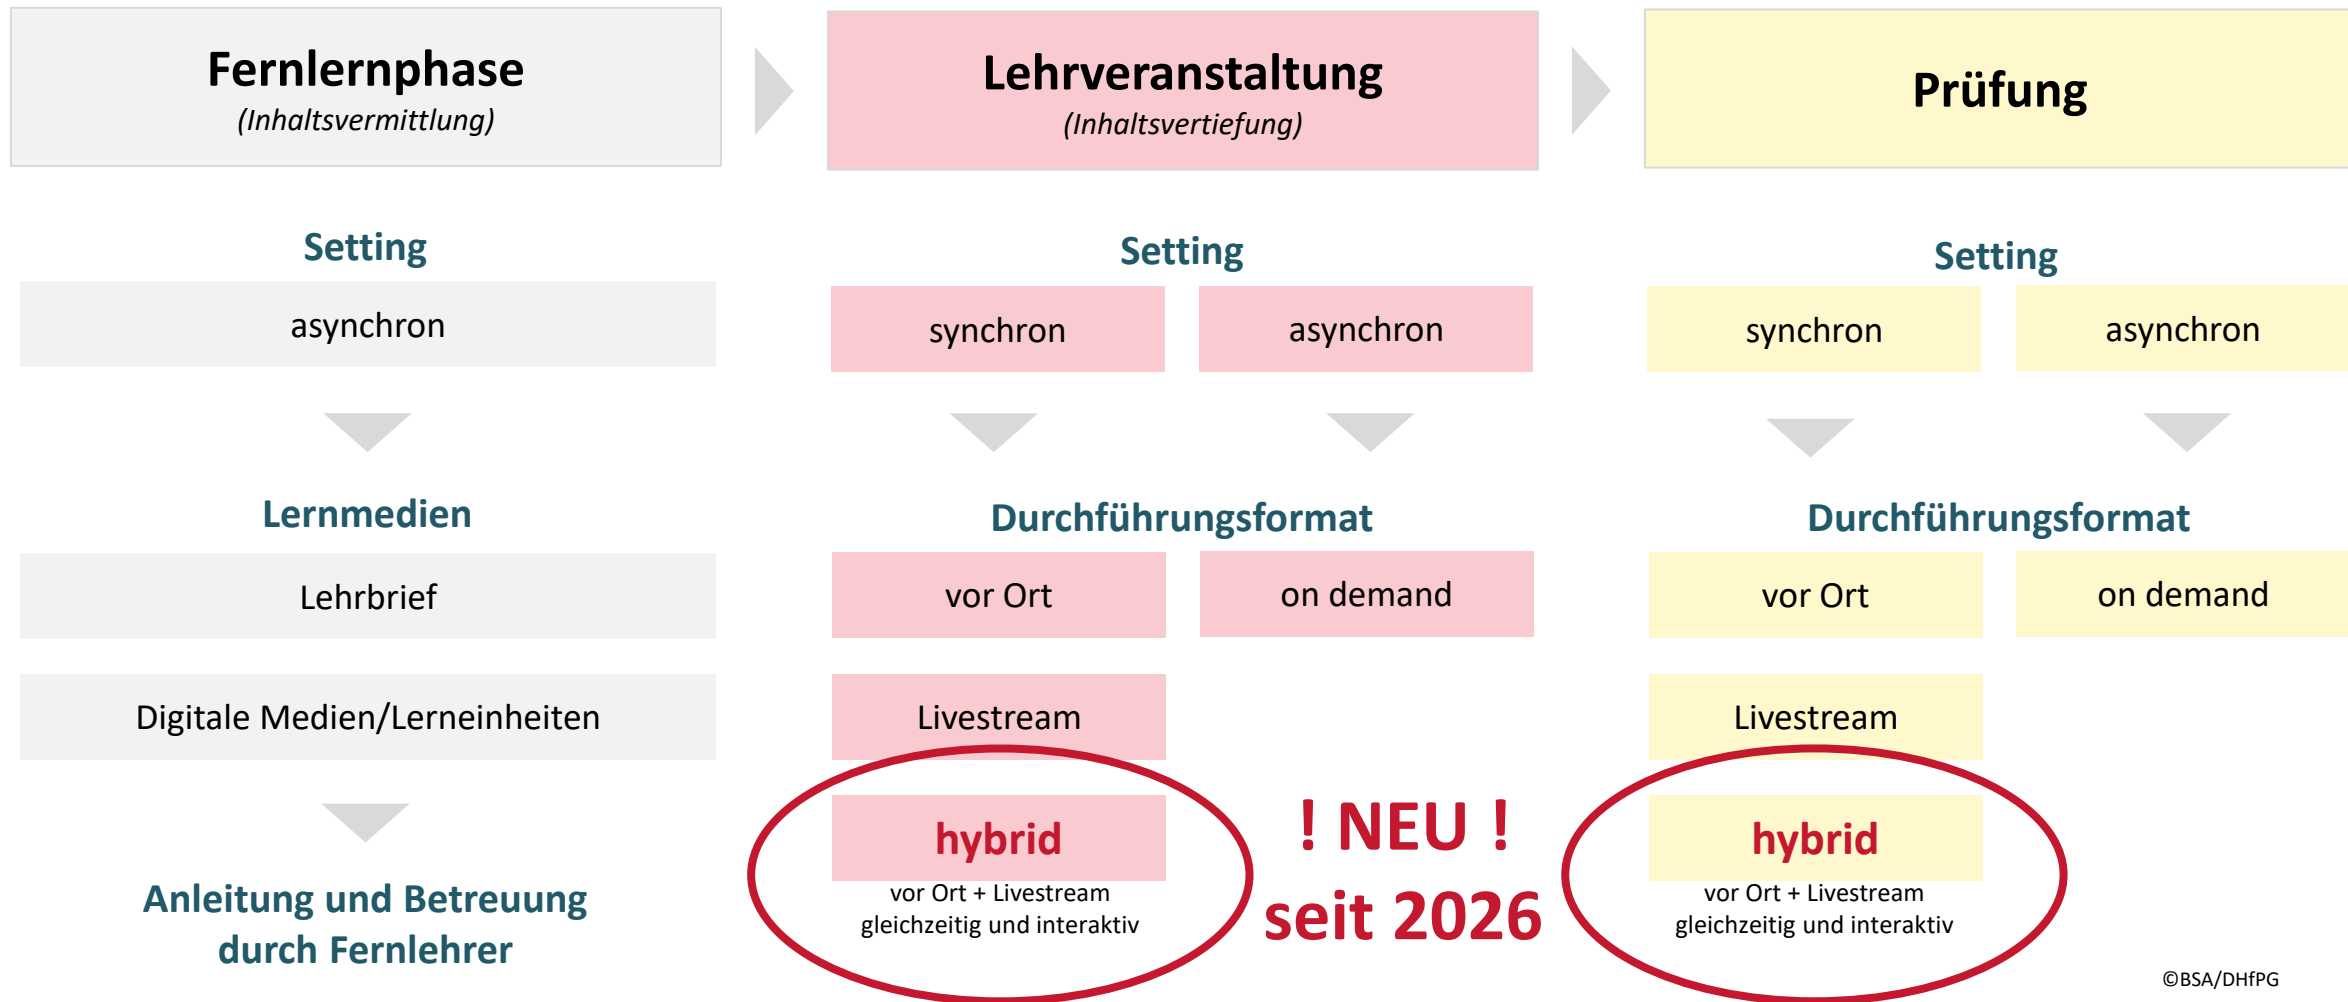 Fernlernphase
(Inhaltsvermittlung)
Setting
asynchron
Lernmedien
Lehrbrief
Digitale Medien/Lerneinheiten
Anleitung und Betreuung
durch Fernlehrer
Lehrveranstaltung
(Inhaltsvertiefung)
Setting
synchron
asynchron
Durchführungsformat
vor Ort
on demand
Livestream
hybrid
vor Ort + Livestream
gleichzeitig und interaktiv
! NEU !
seit 2026
Prüfung
Setting
synchron
asynchron
Durchführungsformat
vor Ort
on demand
Livestream
hybrid
vor Ort + Livestream
gleichzeitig und interaktiv
©BSA/DHfPG